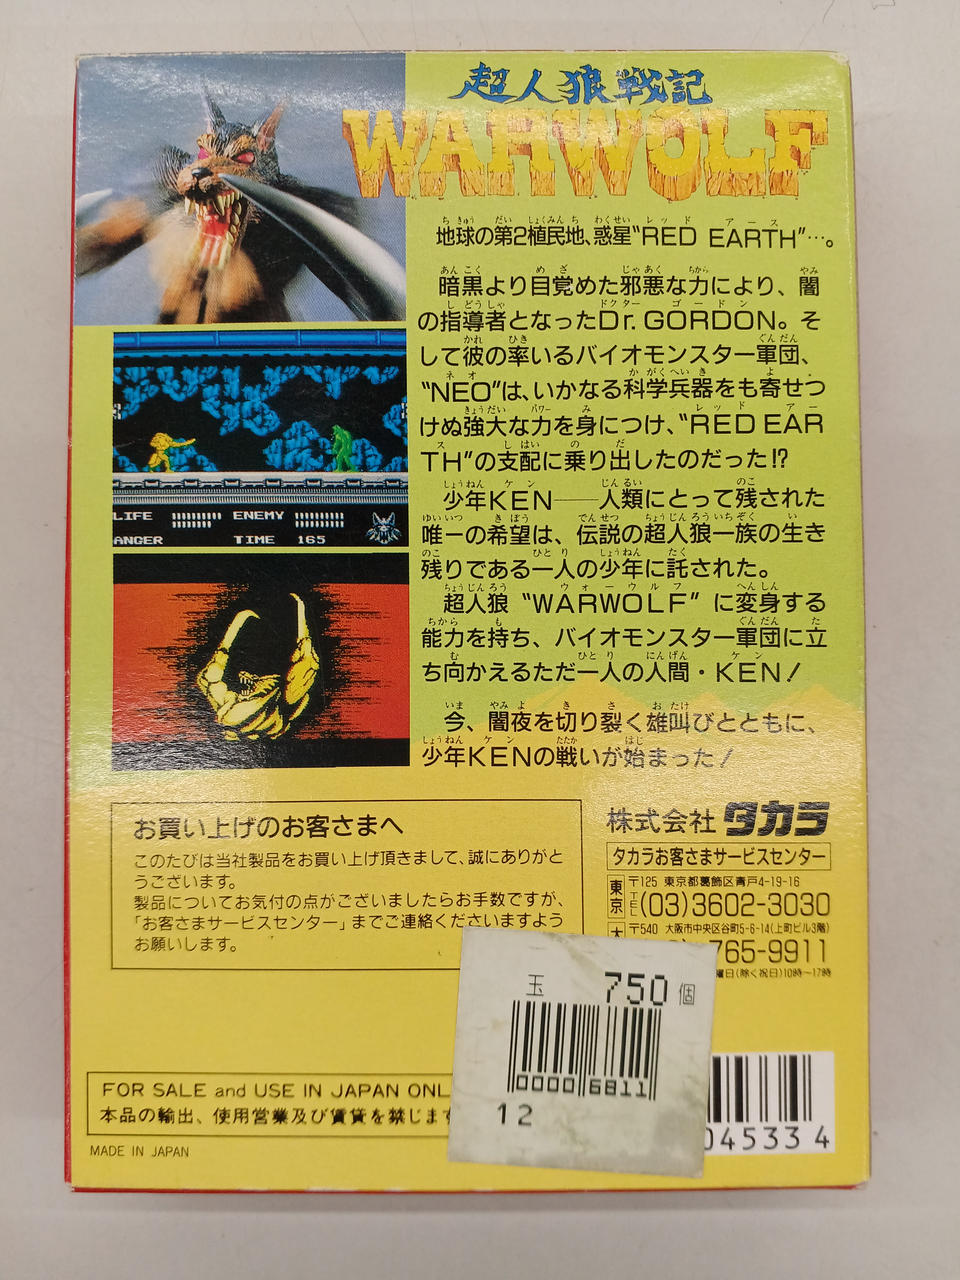 超人狼戦記
WARWOLF
地球の第2植民地、惑星“RED EARTH”…。
暗黒より目覚めた邪悪な力により、闇
の指導者となったDr.GORDON。そ
して彼の率いるバイオモンスター軍団、
“NEO”は、いかなる科学兵器をも寄せつ
けぬ強大な力を身につけ、“RED EAR
TH”の支配に乗り出したのだった!?
少年KEN──人類にとって残された
唯一の希望は、伝説の超人狼一族の生き
残りである一人の少年に託された。
超人狼 “WARWOLF” に変身する
能力を持ち、バイオモンスター軍団に立
ち向かえるただ一人の人間・KEN!
今、闇夜を切り裂く雄叫びとともに、
少年KENの戦いが始まった!
LIFE ENEMY
ANGER TIME 165
お買い上げのお客さまへ
このたびは当社製品をお買い上げ頂きまして、誠にありがと
うございます。
製品についてお気付の点がございましたらお手数ですが、
「お客さまサービスセンター」までご連絡くださいますよう
お願いします。
株式会社 タカラ
タカラお客さまサービスセンター
東京 〒125 東京都葛飾区青戸4-19-16
TEL (03)3602-3030
〒540 大阪市中央区谷町5-6-14(上町ビル3階)
765-9911
曜日(除く祝日)10時〜17時
玉 750個
0000 6811
12
FOR SALE and USE IN JAPAN ONL
本品の輸出、使用営業及び賃貸を禁じます
045334
MADE IN JAPAN